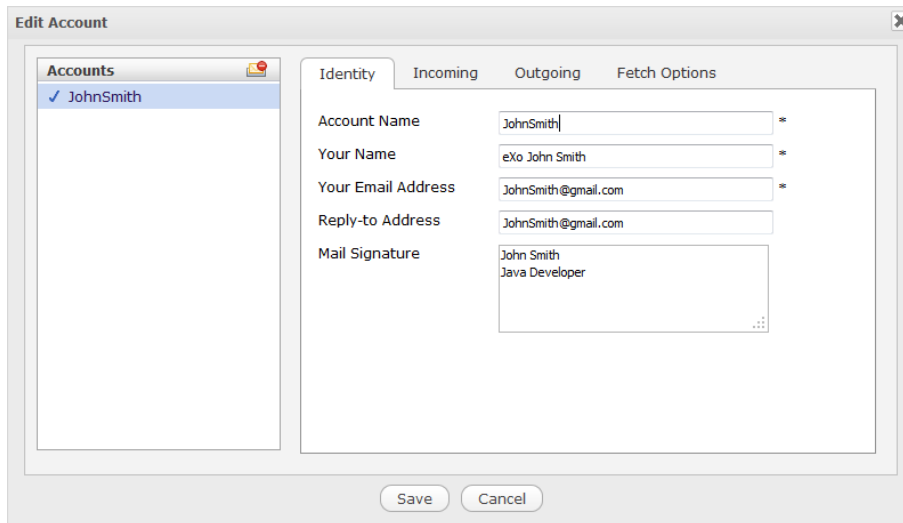 Edit Account
Accounts
✓ JohnSmith
Identity Incoming Outgoing Fetch Options
Account Name JohnSmith *
Your Name eXo John Smith *
Your Email Address JohnSmith@gmail.com *
Reply-to Address JohnSmith@gmail.com
Mail Signature John Smith
Java Developer
Save Cancel